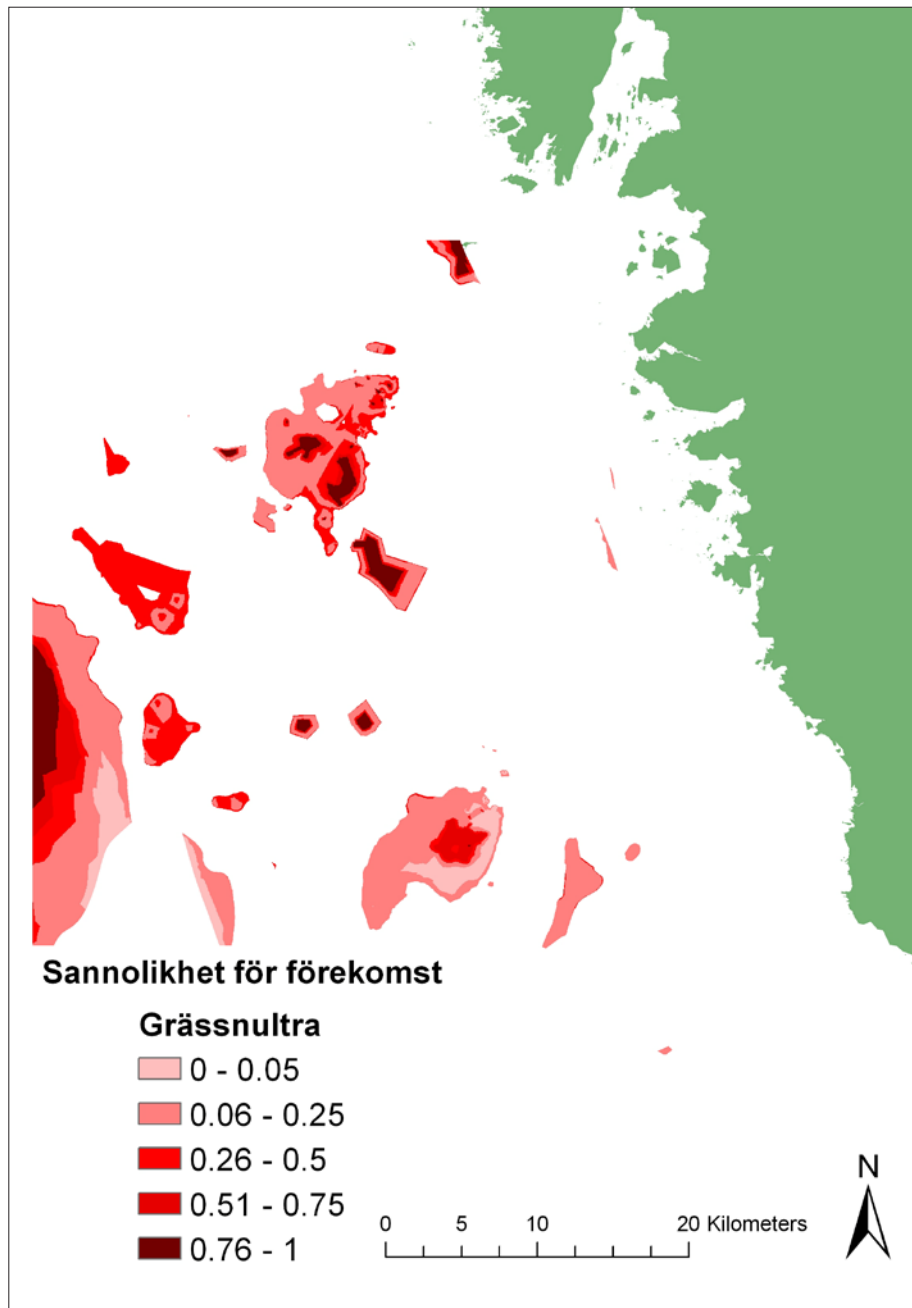 Sannolikhet för förekomst
Grässnultra
0 - 0.05
0.06 - 0.25
0.26 - 0.5
0.51 - 0.75
0.76 - 1
0 5 10 20 Kilometers
N